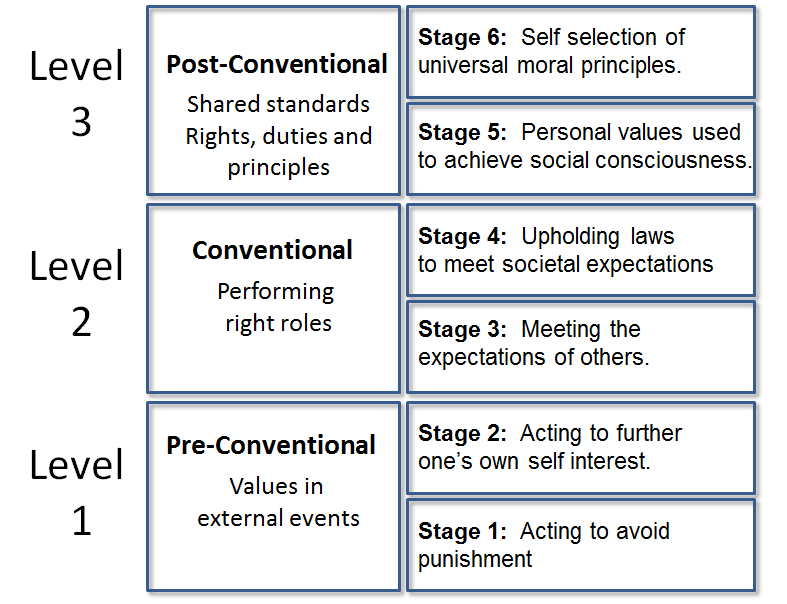 Level
3
Post-Conventional
Shared standards
Rights, duties and
principles
Stage 6:  Self selection of
universal moral principles.
Stage 5:  Personal values used
to achieve social consciousness.
Level
2
Conventional
Performing
right roles
Stage 4:  Upholding laws
to meet societal expectations
Stage 3:  Meeting the
expectations of others.
Level
1
Pre-Conventional
Values in
external events
Stage 2:  Acting to further
one’s own self interest.
Stage 1:  Acting to avoid
punishment